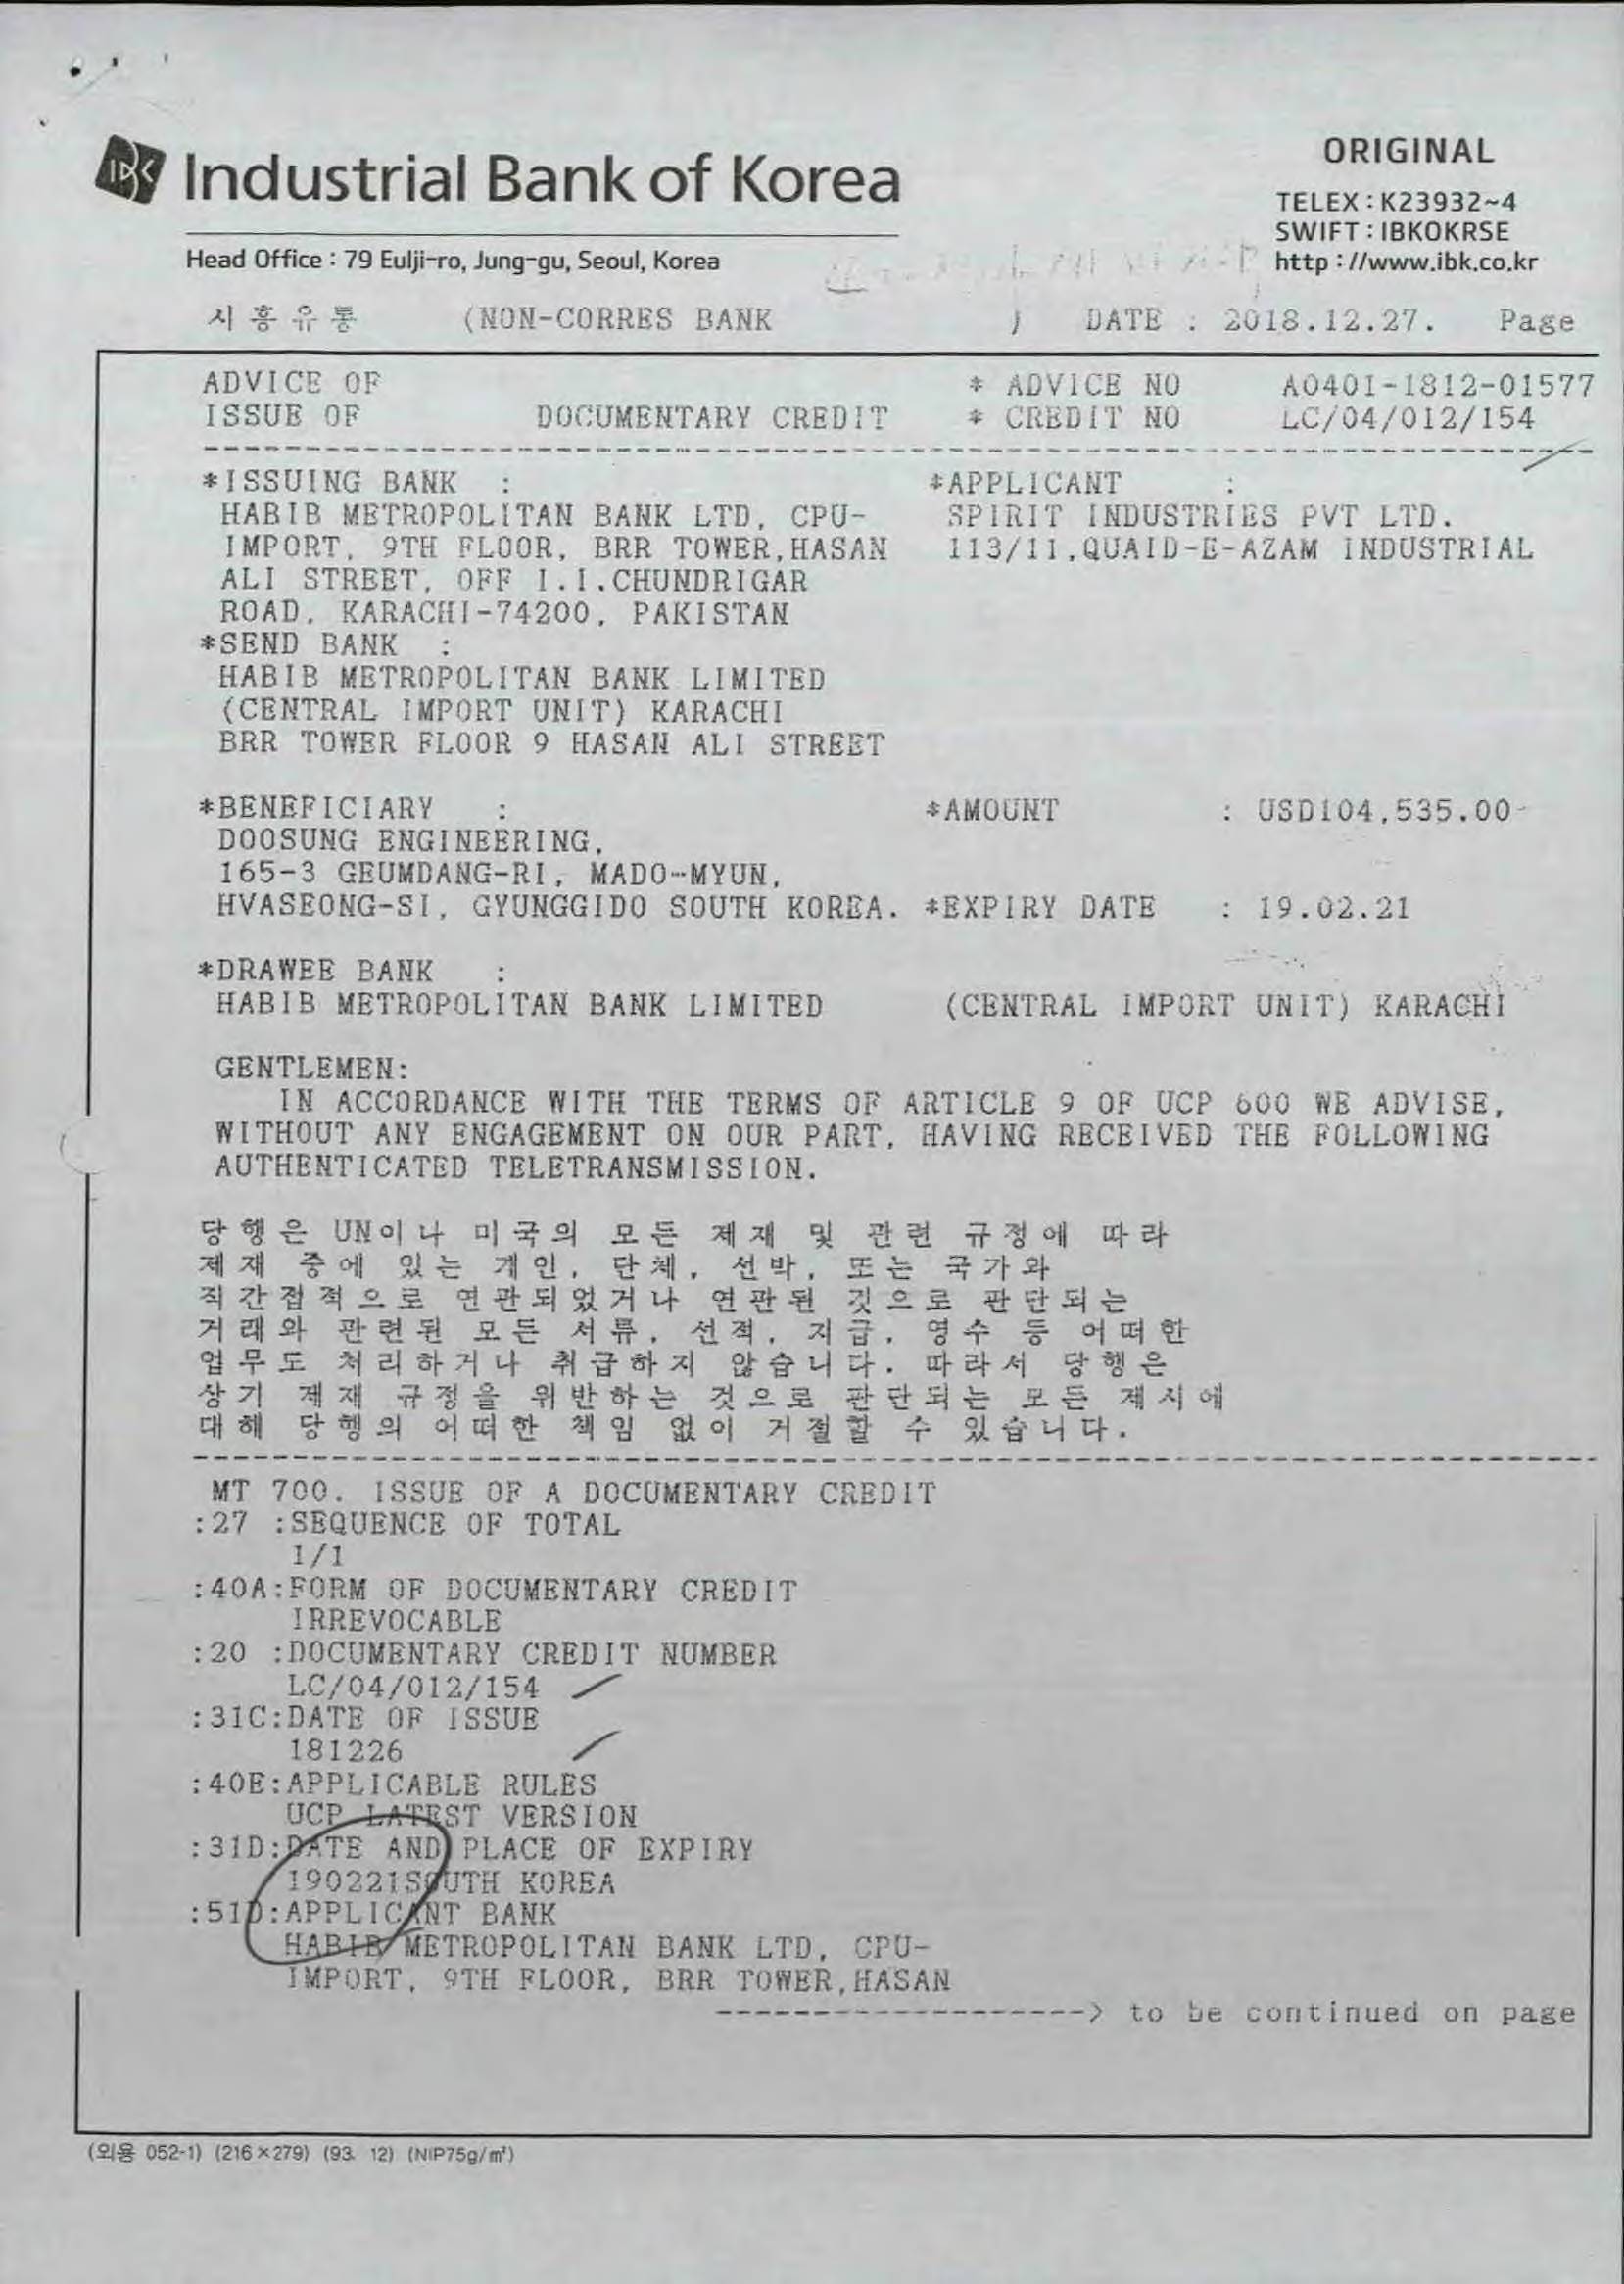 IBK Industrial Bank of Korea
ORIGINAL
TELEX : K23932~4
SWIFT : IBKOKRSE
Head Office : 79 Eulji-ro, Jung-gu, Seoul, Korea
http : //www.ibk.co.kr
시흥유통 (NON-CORRES BANK ) DATE : 2018.12.27. Page
ADVICE OF * ADVICE NO A0401-1812-01577
ISSUE OF DOCUMENTARY CREDIT * CREDIT NO LC/04/012/154
*ISSUING BANK : *APPLICANT :
HABIB METROPOLITAN BANK LTD, CPU- SPIRIT INDUSTRIES PVT LTD.
IMPORT, 9TH FLOOR, BRR TOWER,HASAN 113/11,QUAID-E-AZAM INDUSTRIAL
ALI STREET, OFF I.I.CHUNDRIGAR
ROAD, KARACHI-74200, PAKISTAN
*SEND BANK :
HABIB METROPOLITAN BANK LIMITED
(CENTRAL IMPORT UNIT) KARACHI
BRR TOWER FLOOR 9 HASAN ALI STREET
*BENEFICIARY : *AMOUNT : USD104,535.00-
DOOSUNG ENGINEERING,
165-3 GEUMDANG-RI, MADO-MYUN,
HVASEONG-SI, GYUNGGIDO SOUTH KOREA. *EXPIRY DATE : 19.02.21
*DRAWEE BANK :
HABIB METROPOLITAN BANK LIMITED (CENTRAL IMPORT UNIT) KARACHI
GENTLEMEN:
IN ACCORDANCE WITH THE TERMS OF ARTICLE 9 OF UCP 600 WE ADVISE,
WITHOUT ANY ENGAGEMENT ON OUR PART, HAVING RECEIVED THE FOLLOWING
AUTHENTICATED TELETRANSMISSION.
당행은 UN이나 미국의 모든 제재 및 관련 규정에 따라
제재 중에 있는 개인, 단체, 선박, 또는 국가와
직간접적으로 연관되었거나 연관된 것으로 판단되는
거래와 관련된 모든 서류, 선적, 지급, 영수 등 어떠한
업무도 처리하거나 취급하지 않습니다. 따라서 당행은
상기 제재 규정을 위반하는 것으로 판단되는 모든 제시에
대해 당행의 어떠한 책임 없이 거절할 수 있습니다.
MT 700. ISSUE OF A DOCUMENTARY CREDIT
:27 :SEQUENCE OF TOTAL
1/1
:40A:FORM OF DOCUMENTARY CREDIT
IRREVOCABLE
:20 :DOCUMENTARY CREDIT NUMBER
LC/04/012/154
:31C:DATE OF ISSUE
181226
:40E:APPLICABLE RULES
UCP LATEST VERSION
:31D:DATE AND PLACE OF EXPIRY
190221SOUTH KOREA
:51D:APPLICANT BANK
HABIB METROPOLITAN BANK LTD, CPU-
IMPORT, 9TH FLOOR, BRR TOWER,HASAN
-------------------> to be continued on page
(외용 052-1) (216×279) (93. 12) (NIP75g/㎡)